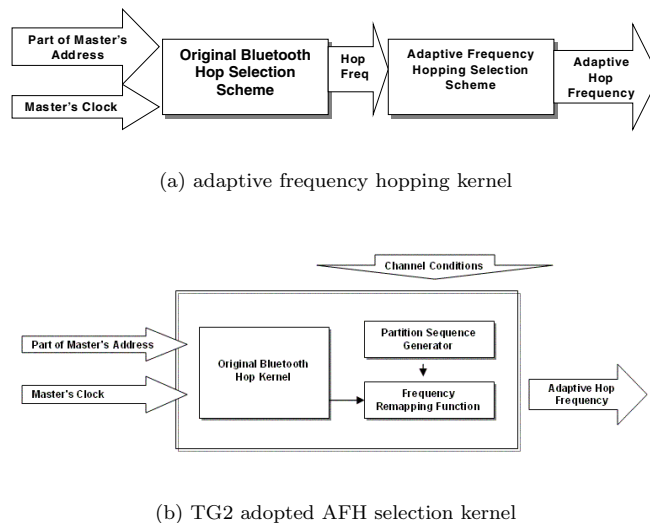 Part of Master's
Address
Master's Clock
Original Bluetooth
Hop Selection
Scheme
Hop
Freq
Adaptive Frequency
Hopping Selection
Scheme
Adaptive
Hop
Frequency
(a) adaptive frequency hopping kernel
Channel Conditions
Part of Master's Address
Master's Clock
Original Bluetooth
Hop Kernel
Partition Sequence
Generator
Frequency
Remapping Function
Adaptive Hop
Frequency
(b) TG2 adopted AFH selection kernel